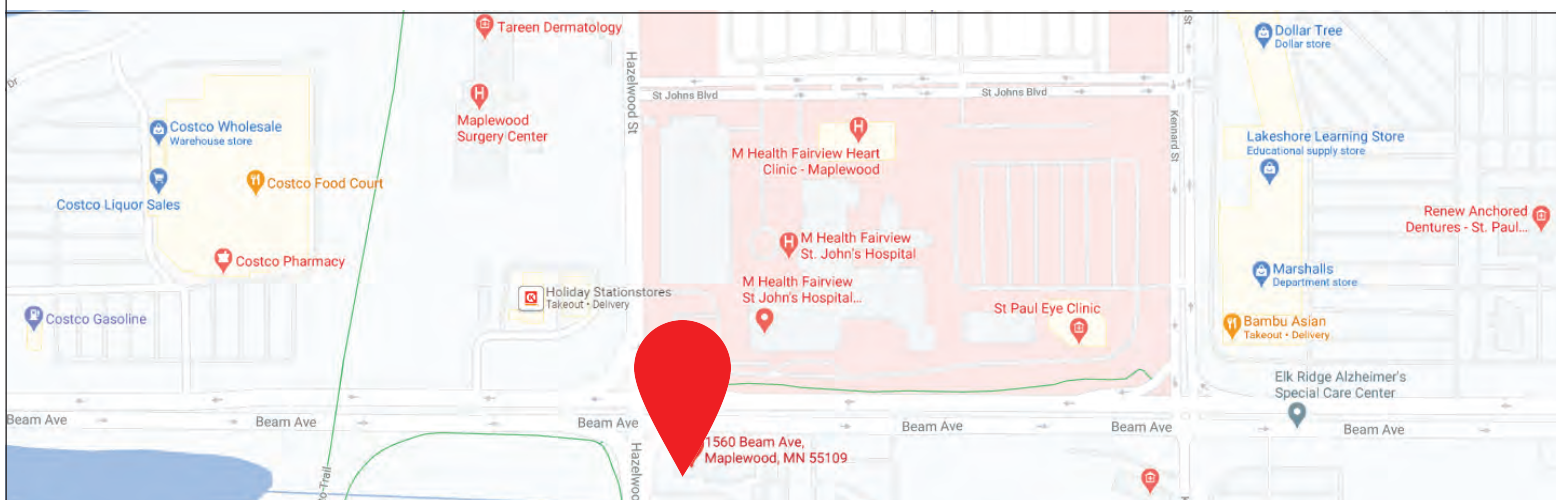 Tareen Dermatology
Dollar Tree
Dollar store
Hazelwood St
St Johns Blvd
St Johns Blvd
Maplewood
Surgery Center
Costco Wholesale
Warehouse store
M Health Fairview Heart
Clinic - Maplewood
Kennard St
Lakeshore Learning Store
Educational supply store
Costco Food Court
Costco Liquor Sales
Renew Anchored
Dentures - St. Paul...
M Health Fairview
St. John's Hospital
Costco Pharmacy
M Health Fairview
St John's Hospital...
Marshalls
Department store
Holiday Stationstores
Takeout • Delivery
St Paul Eye Clinic
Costco Gasoline
Bambu Asian
Takeout • Delivery
Elk Ridge Alzheimer's
Special Care Center
Beam Ave
Beam Ave
Beam Ave
Beam Ave
Beam Ave
Beam Ave
1560 Beam Ave,
Maplewood, MN 55109
Hazelwoo
o-Trail
Dr
St